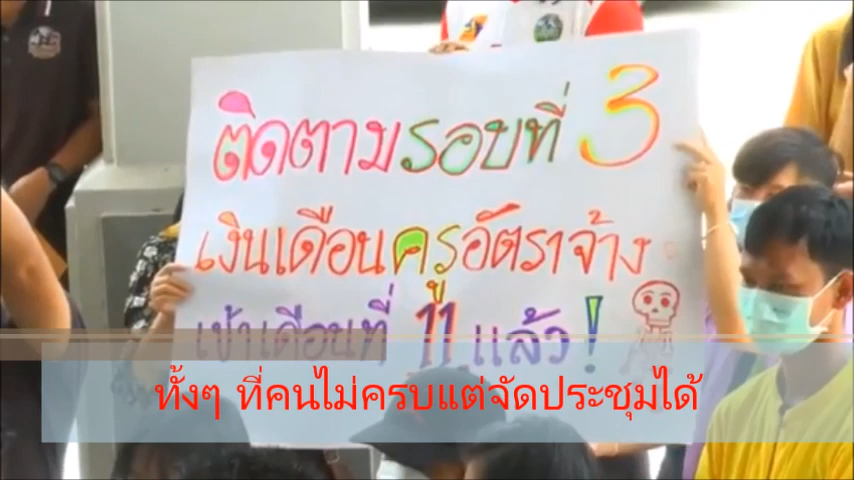 ติดตามรอบที่ 3
เงินเดือนครูอัตราจ้าง
เข้าเดือนที่ 11 แล้ว!
ทั้งๆ ที่คนไม่ครบแต่จัดประชุมได้